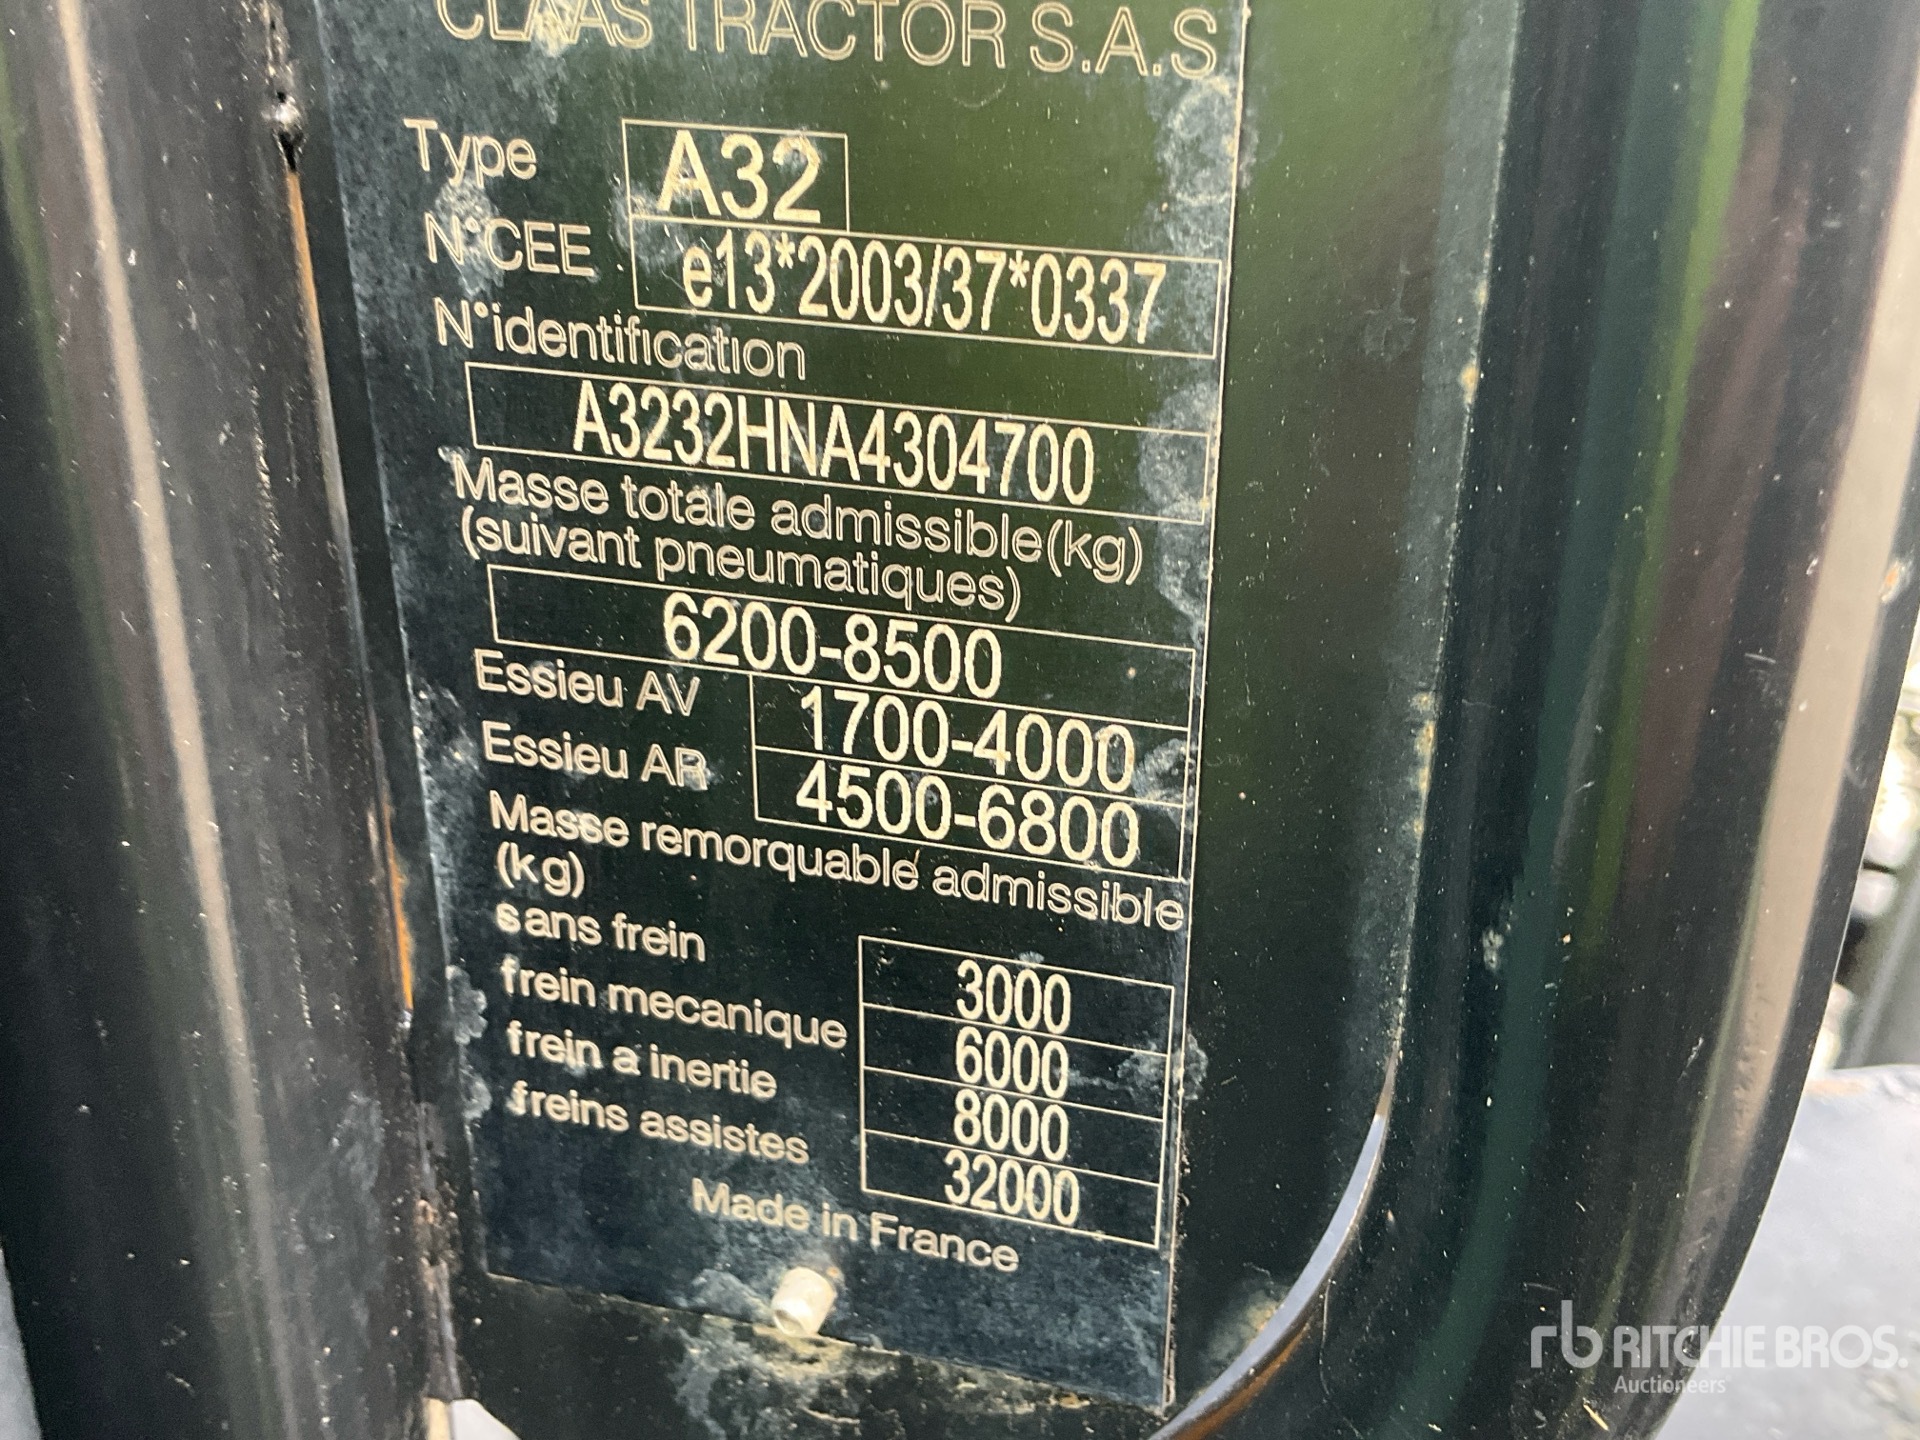 CLAAS TRACTOR S.A.S
Type A32
N°CEE e13*2003/37*0337
N°identification
A3232HNA4304700
Masse totale admissible(kg)
(suivant pneumatiques)
6200-8500
Essieu AV 1700-4000
Essieu AR 4500-6800
Masse remorquable admissible
(kg)
sans frein 3000
frein mecanique 6000
frein a inertie 8000
freins assistes 32000
Made in France
rb RITCHIE BROS.
Auctioneers